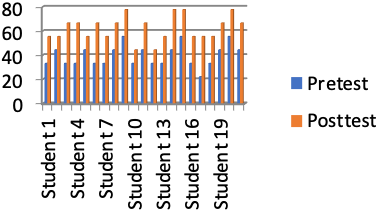 80
60
40
20
0
Student 1
Student 4
Student 7
Student 10
Student 13
Student 16
Student 19
Pretest
Posttest